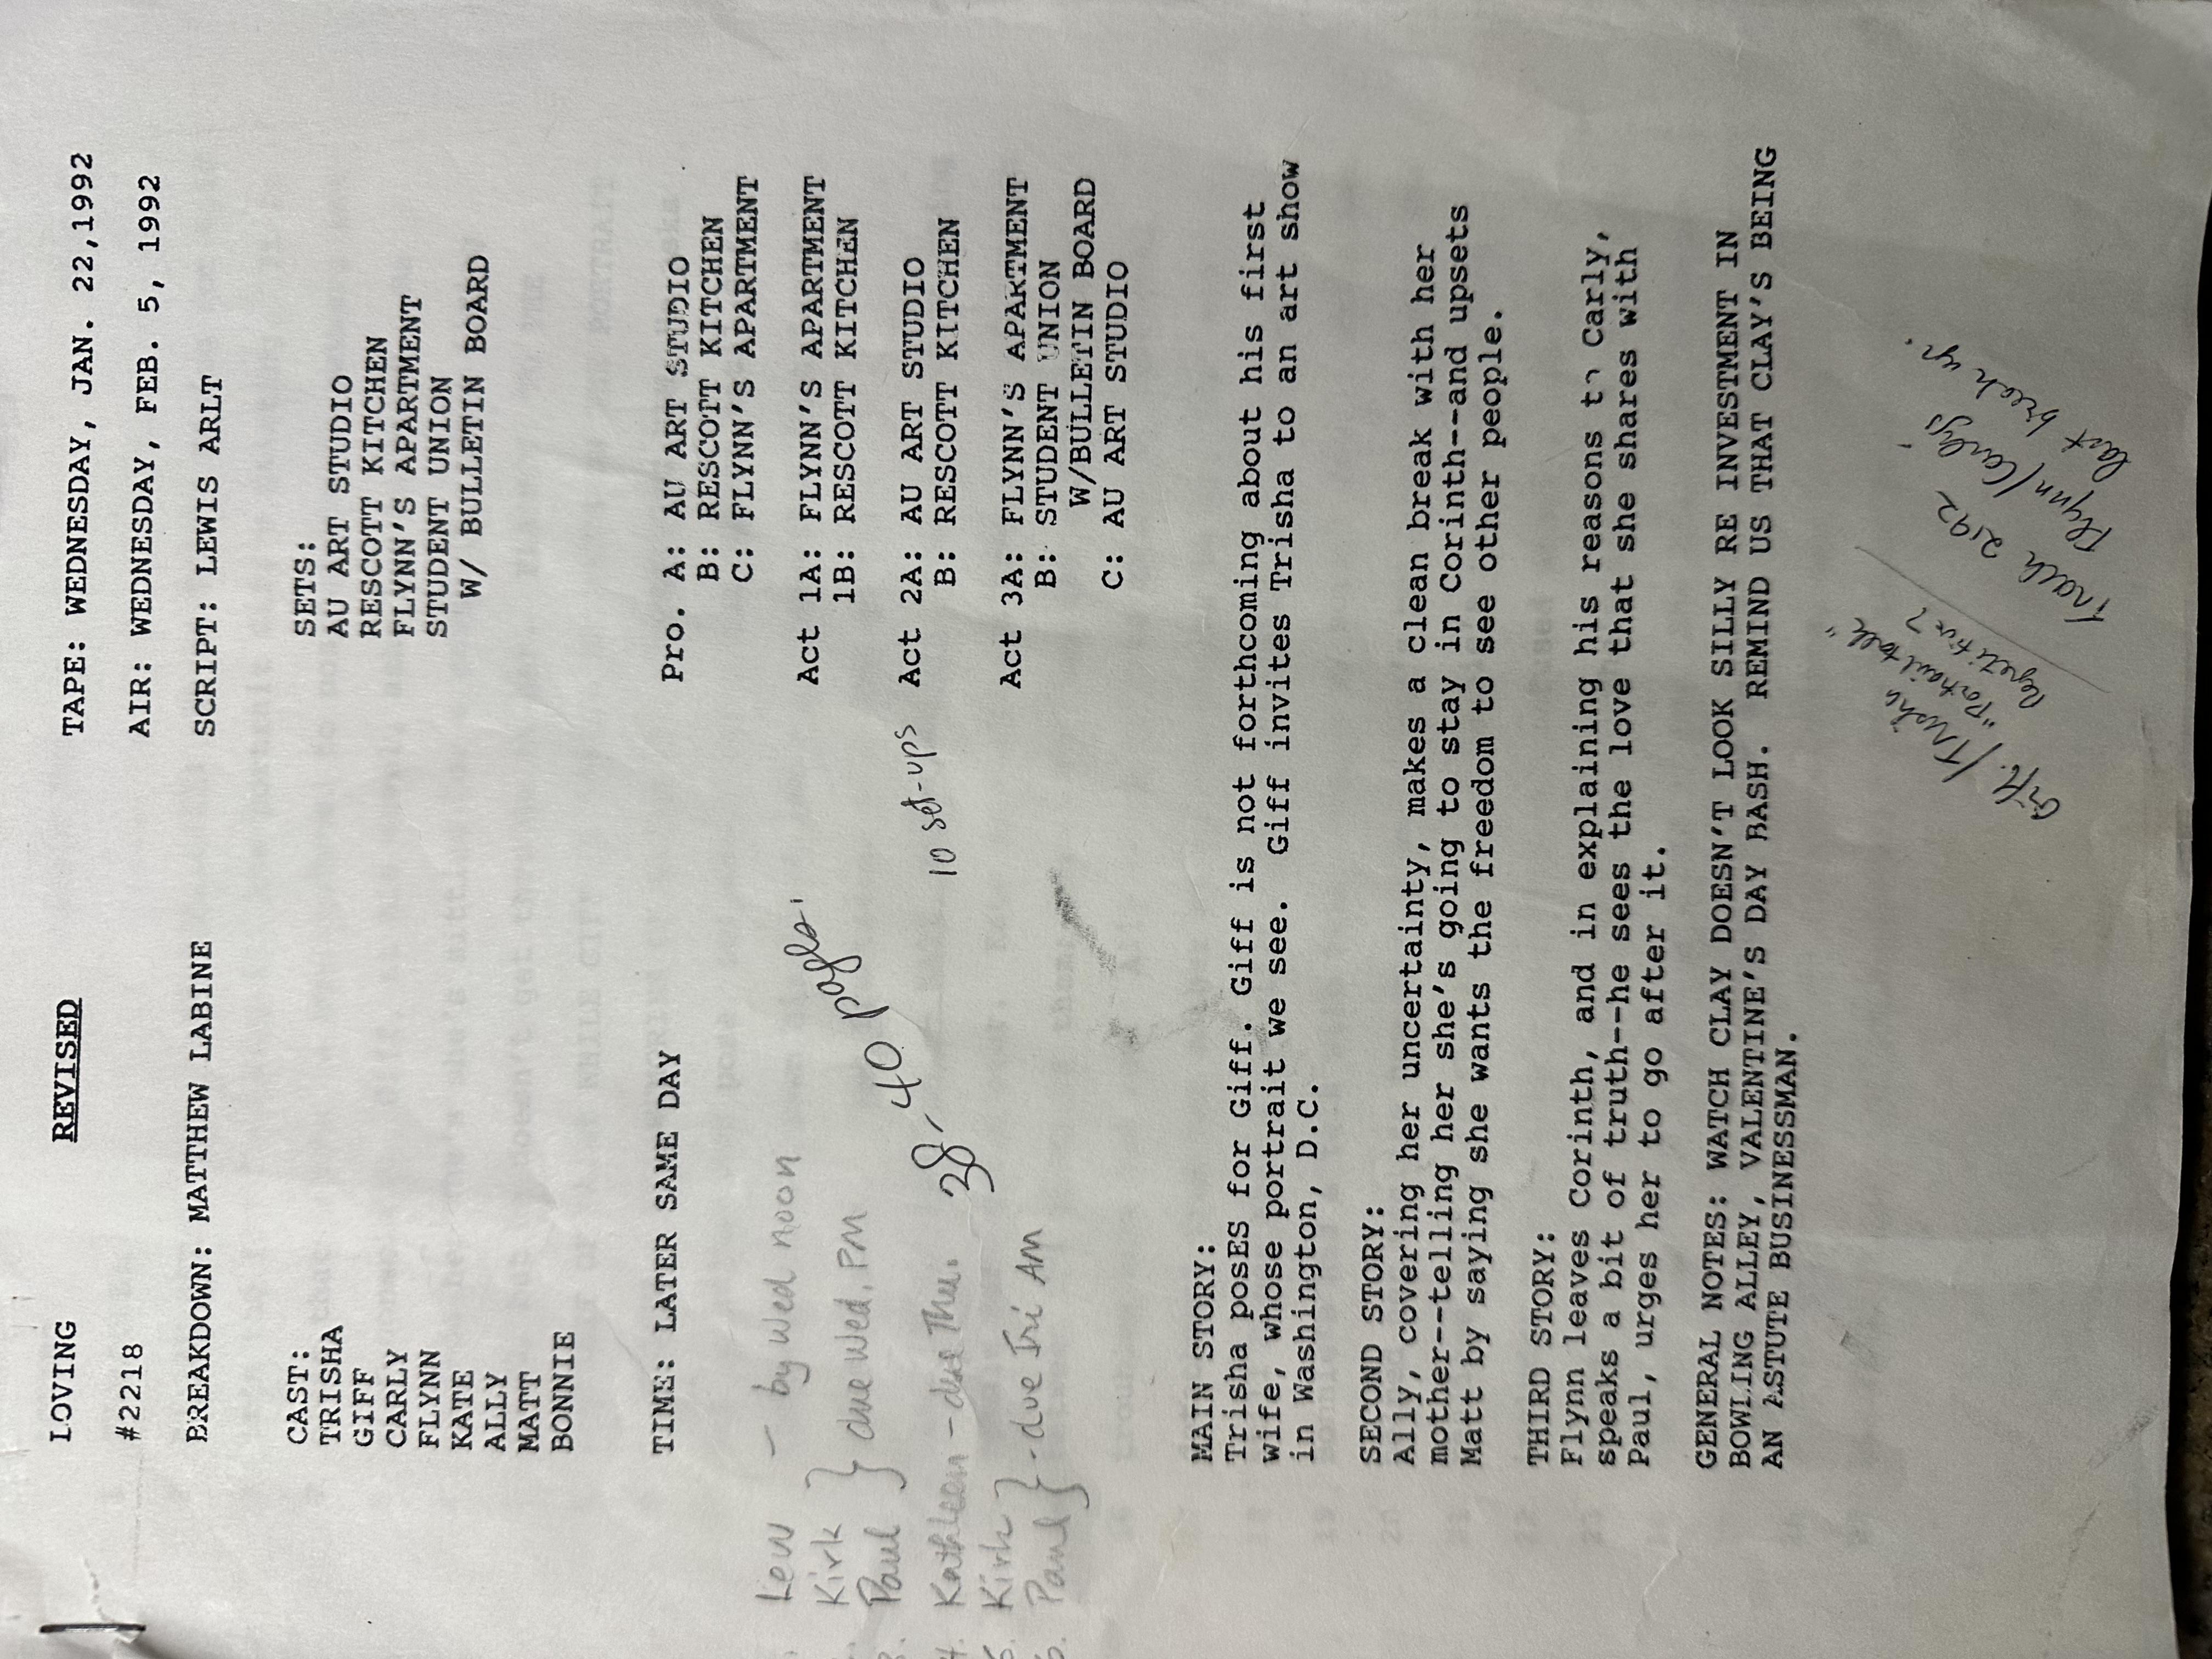 LOVING REVISED TAPE: WEDNESDAY, JAN. 22,1992
#2218 AIR: WEDNESDAY, FEB. 5, 1992
BREAKDOWN: MATTHEW LABINE SCRIPT: LEWIS ARLT
CAST: SETS:
TRISHA AU ART STUDIO
GIFF RESCOTT KITCHEN
CARLY FLYNN'S APARTMENT
FLYNN STUDENT UNION
KATE W/ BULLETIN BOARD
ALLY
MATT
BONNIE
TIME: LATER SAME DAY Pro. A: AU ART STUDIO
B: RESCOTT KITCHEN
C: FLYNN'S APARTMENT
Act 1A: FLYNN'S APARTMENT
1B: RESCOTT KITCHEN
Act 2A: AU ART STUDIO
B: RESCOTT KITCHEN
Act 3A: FLYNN'S APARTMENT
B: STUDENT UNION
W/BULLETIN BOARD
C: AU ART STUDIO
Lew - by Wed noon
Kirk
3. Paul } due Wed. PM
4. Kathleen - due Thu.
5. Kirk
6. Paul } - due Fri AM
38-40 pages.
10 set-ups
MAIN STORY:
Trisha posES for Giff. Giff is not forthcoming about his first
wife, whose portrait we see. Giff invites Trisha to an art show
in Washington, D.C.
SECOND STORY:
Ally, covering her uncertainty, makes a clean break with her
mother--telling her she's going to stay in Corinth--and upsets
Matt by saying she wants the freedom to see other people.
THIRD STORY:
Flynn leaves Corinth, and in explaining his reasons to Carly,
speaks a bit of truth--he sees the love that she shares with
Paul, urges her to go after it.
GENERAL NOTES: WATCH CLAY DOESN'T LOOK SILLY RE INVESTMENT IN
BOWLING ALLEY, VALENTINE'S DAY BASH. REMIND US THAT CLAY'S BEING
AN ASTUTE BUSINESSMAN.
Giff/Trisha
"Portrait talk"
Repetitive?
Track 2192
Flynn/Carly's
last break up.